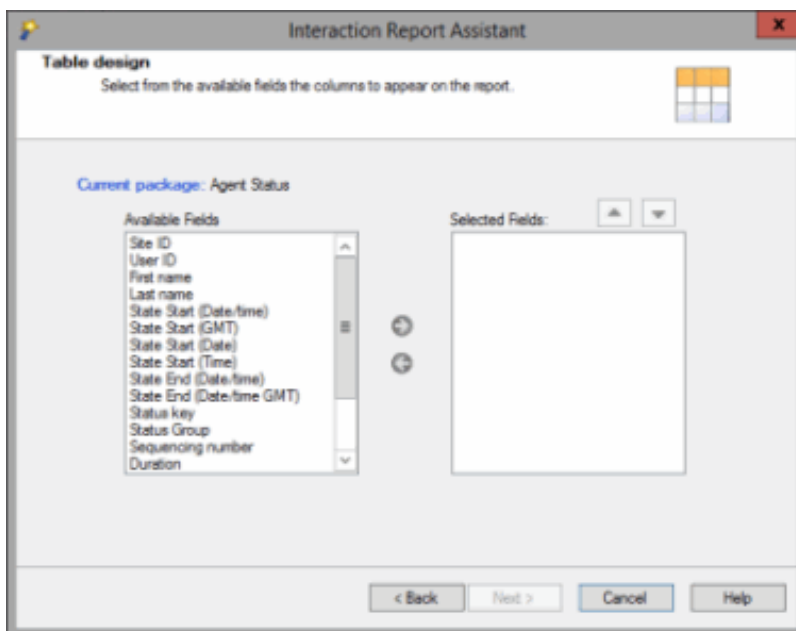 Interaction Report Assistant
Table design
Select from the available fields the columns to appear on the report.
Current package: Agent Status
Available Fields
Selected Fields:
Site ID
User ID
First name
Last name
State Start (Date/time)
State Start (GMT)
State Start (Date)
State Start (Time)
State End (Date/time)
State End (Date/time GMT)
Status key
Status Group
Sequencing number
Duration
< Back
Next >
Cancel
Help